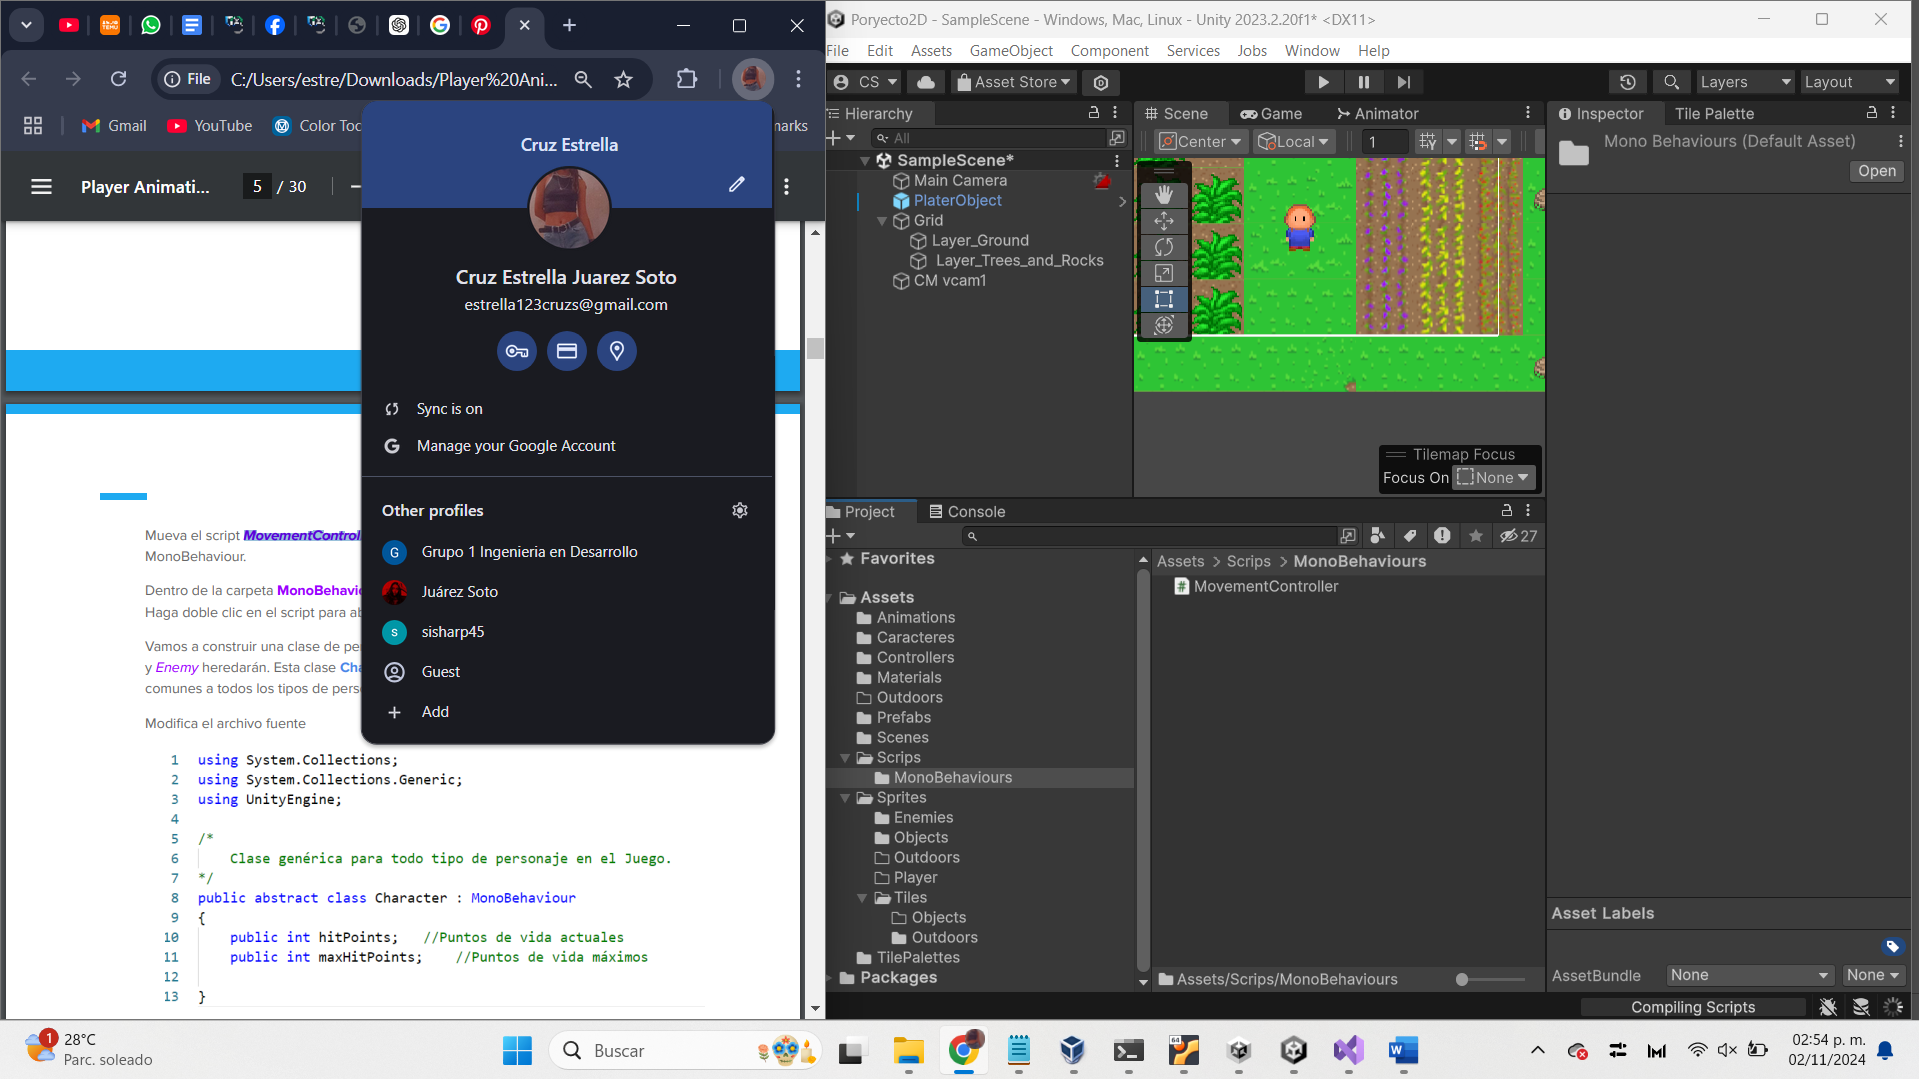 File
C:/Users/estre/Downloads/Player%20Ani...
Gmail
YouTube
Color Toc
marks
Player Animati...
5 / 30
Cruz Estrella
Cruz Estrella Juarez Soto
estrella123cruzs@gmail.com
Sync is on
Manage your Google Account
Other profiles
G
Grupo 1 Ingenieria en Desarrollo
Juárez Soto
s
sisharp45
Guest
Add
Mueva el script MovementControl
MonoBehaviour.
Dentro de la carpeta MonoBehavio
Haga doble clic en el script para ab
Vamos a construir una clase de pe
y Enemy heredarán. Esta clase Cha
comunes a todos los tipos de perso
Modifica el archivo fuente
1 using System.Collections;
2 using System.Collections.Generic;
3 using UnityEngine;
4
5 /*
6 Clase genérica para todo tipo de personaje en el Juego.
7 */
8 public abstract class Character : MonoBehaviour
9 {
10 public int hitPoints; //Puntos de vida actuales
11 public int maxHitPoints; //Puntos de vida máximos
12
13 }
Poryecto2D - SampleScene - Windows, Mac, Linux - Unity 2023.2.20f1* <DX11>
File Edit Assets GameObject Component Services Jobs Window Help
CS
Asset Store
Layers
Layout
Hierarchy
All
SampleScene*
Main Camera
PlaterObject
Grid
Layer_Ground
Layer_Trees_and_Rocks
CM vcam1
Scene
Game
Animator
Center
Local
1
Tilemap Focus
Focus On None
Inspector
Tile Palette
Mono Behaviours (Default Asset)
Open
Project
Console
27
Favorites
Assets
Animations
Caracteres
Controllers
Materials
Outdoors
Prefabs
Scenes
Scrips
MonoBehaviours
Sprites
Enemies
Objects
Outdoors
Player
Tiles
Objects
Outdoors
TilePalettes
Packages
Assets > Scrips > MonoBehaviours
MovementController
Assets/Scrips/MonoBehaviours
Asset Labels
AssetBundle
None
None
Compiling Scripts
1
28°C
Parc. soleado
Buscar
64
02:54 p. m.
02/11/2024